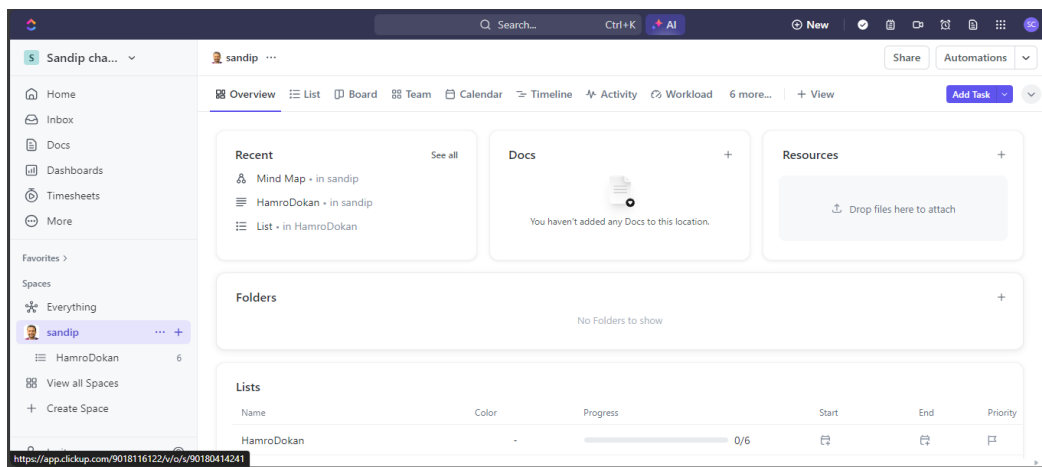 Search... Ctrl+K AI New SC
S Sandip cha...
sandip ... Share Automations
Home
Inbox
Docs
Dashboards
Timesheets
More
Favorites >
Spaces
Everything
sandip ... +
HamroDokan 6
View all Spaces
+ Create Space
https://app.clickup.com/9018116122/v/o/s/90180414241
Overview List Board Team Calendar Timeline Activity Workload 6 more... + View Add Task
Recent See all
Mind Map • in sandip
HamroDokan • in sandip
List • in HamroDokan
Docs +
You haven't added any Docs to this location.
Resources +
Drop files here to attach
Folders +
No Folders to show
Lists
Name Color Progress Start End Priority
HamroDokan - 0/6